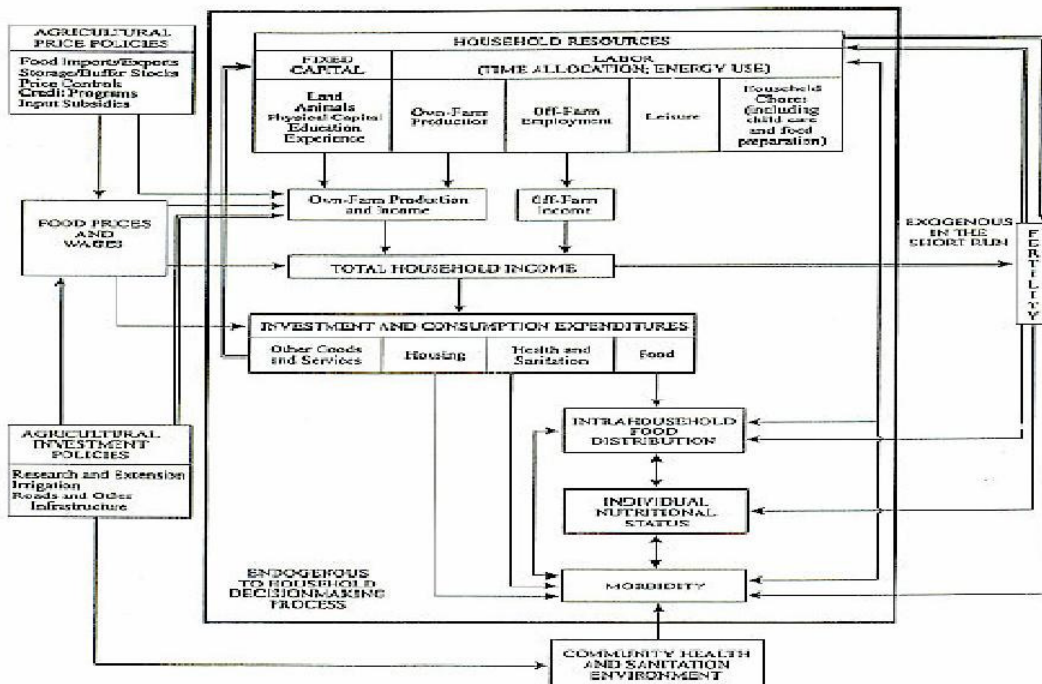 AGRICULTURAL
PRICE POLICIES
Food Imports/Exports
Storage/Buffer Stocks
Price Controls
Credit Programs
Input Subsidies
HOUSEHOLD RESOURCES
FIXED
CAPITAL
LABOR
(TIME ALLOCATION; ENERGY USE)
Land
Animals
Physical Capital
Education
Experience
Own-Farm
Production
Off-Farm
Employment
Leisure
Household
Chores
(including
child care
and food
preparation)
Own-Farm Production
and Income
Off-Farm
Income
FOOD PRICES
AND
WAGES
EXOGENOUS
IN THE
SHORT RUN
FERTILITY
TOTAL HOUSEHOLD INCOME
INVESTMENT AND CONSUMPTION EXPENDITURES
Other Goods
and Services
Housing
Health and
Sanitation
Food
AGRICULTURAL
INVESTMENT
POLICIES
Research and Extension
Irrigation
Roads and Other
Infrastructure
INTRAHOUSEHOLD
FOOD
DISTRIBUTION
INDIVIDUAL
NUTRITIONAL
STATUS
ENDOGENOUS
TO HOUSEHOLD
DECISIONMAKING
PROCESS
MORBIDITY
COMMUNITY HEALTH
AND SANITATION
ENVIRONMENT